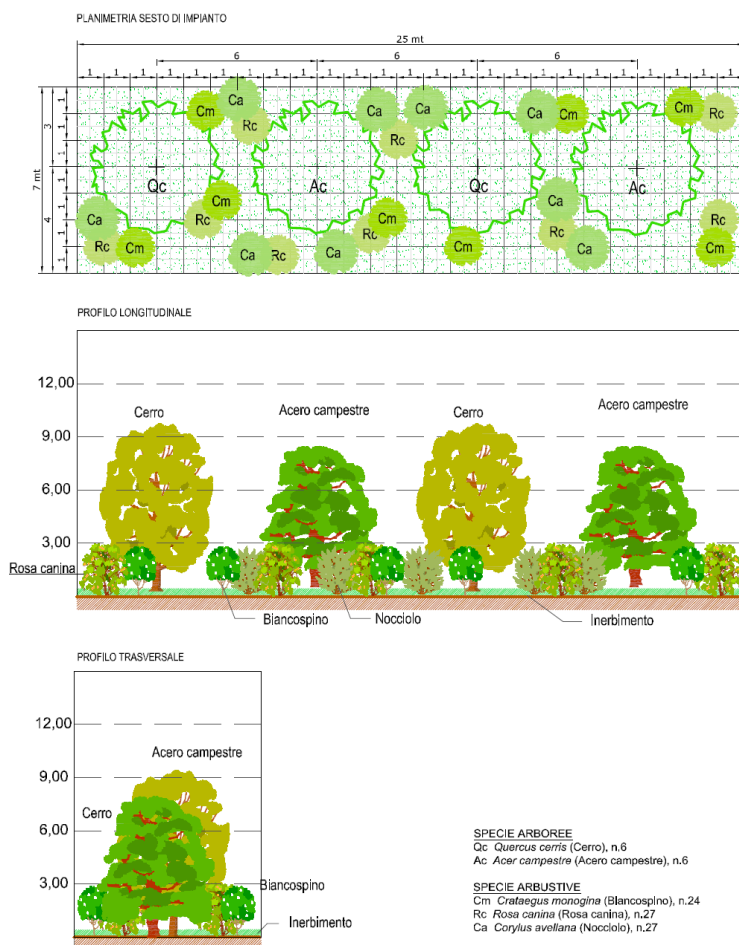 PLANIMETRIA SESTO DI IMPIANTO
25 mt
6 6 6
1 1 1 1 1 1 1 1 1 1 1 1 1 1 1 1 1 1 1 1 1 1 1 1 1
7 mt
3
4
1
1
1
1
1
1
1
Ca Cm Rc Ca Ca Rc Ca Cm Cm Rc
Qc Ac Qc Ac
Cm Rc Ca Rc Cm Ca Rc Cm Rc Ca Rc Cm
Ca Rc Ca Cm Ca
PROFILO LONGITUDINALE
12,00
Cerro Acero campestre Cerro Acero campestre
9,00
6,00
3,00
Rosa canina
Biancospino Nocciolo Inerbimento
PROFILO TRASVERSALE
12,00
Acero campestre
9,00
Cerro
6,00
3,00
Biancospino
Inerbimento
SPECIE ARBOREE
Qc Quercus cerris (Cerro), n.6
Ac Acer campestre (Acero campestre), n.6
SPECIE ARBUSTIVE
Cm Crataegus monogina (Biancospino), n.24
Rc Rosa canina (Rosa canina), n.27
Ca Corylus avellana (Nocciolo), n.27